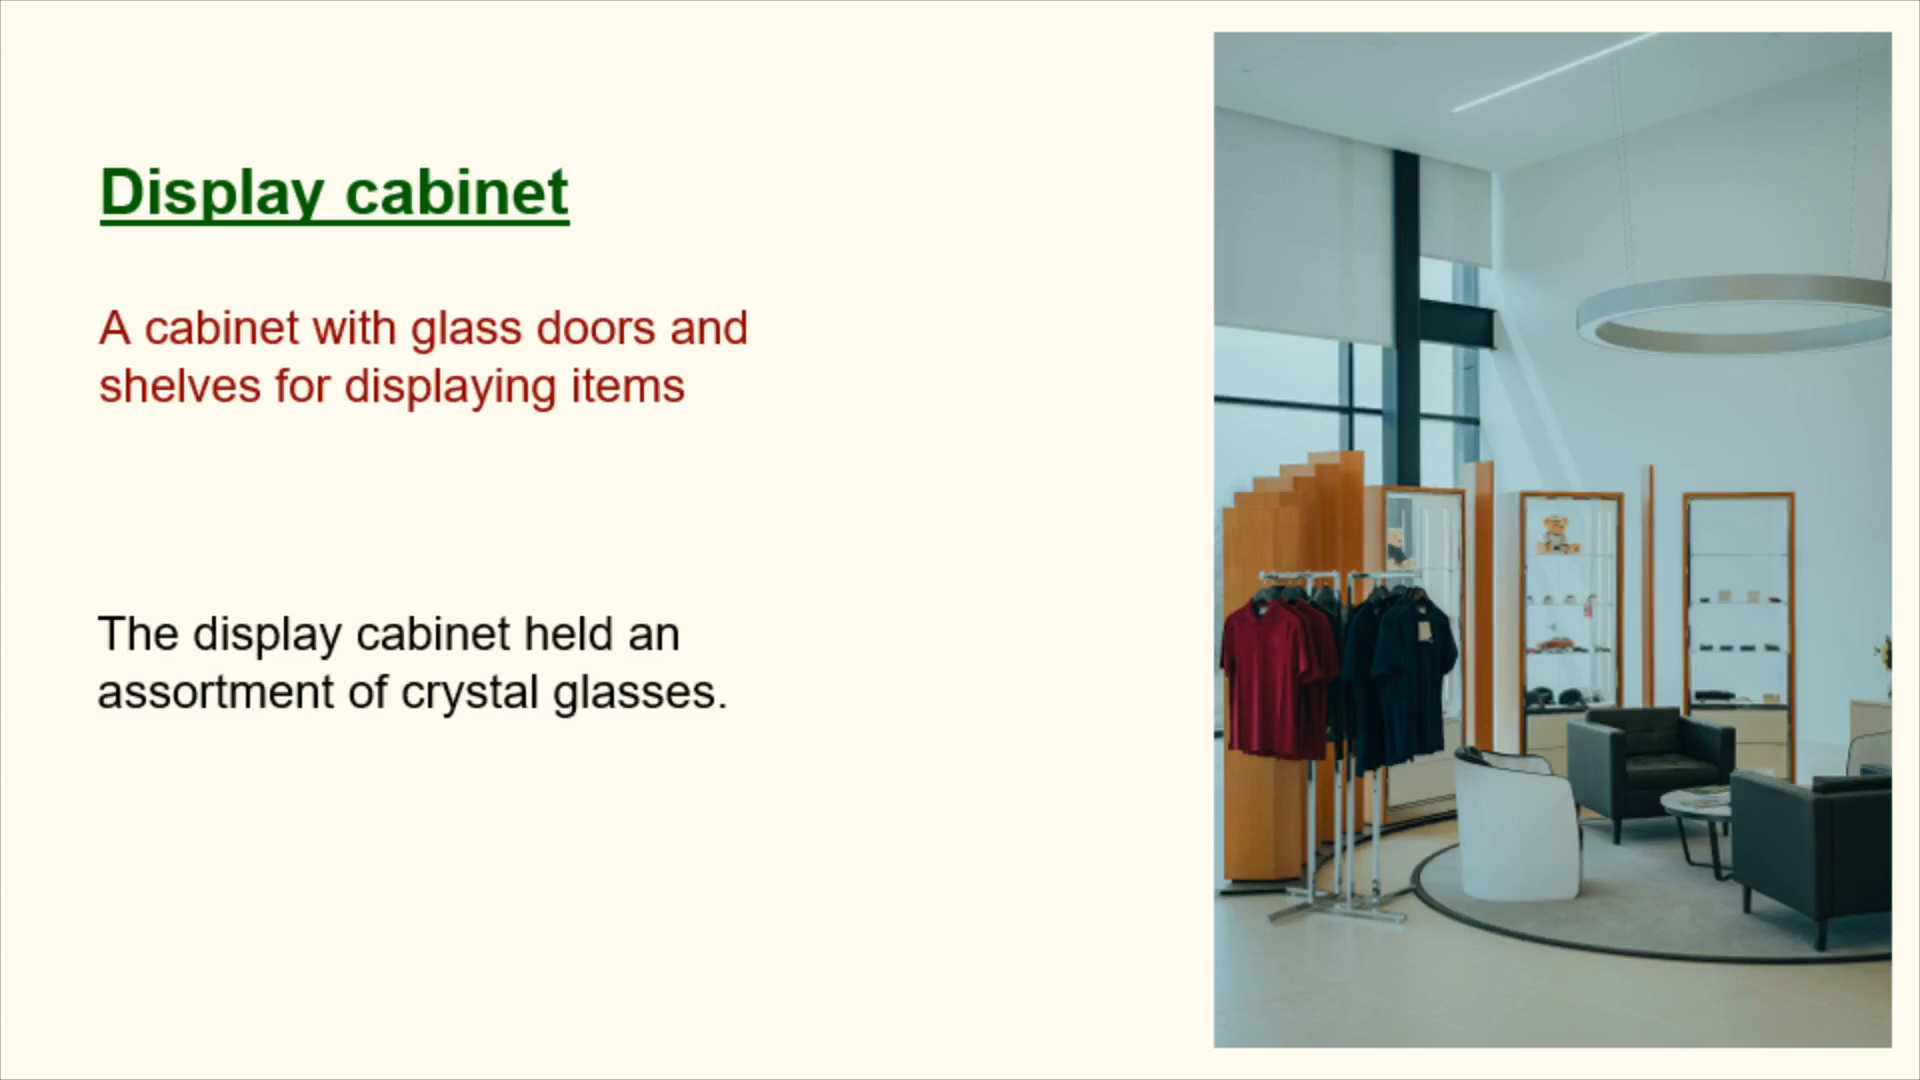 Display cabinet
A cabinet with glass doors and
shelves for displaying items
The display cabinet held an
assortment of crystal glasses.